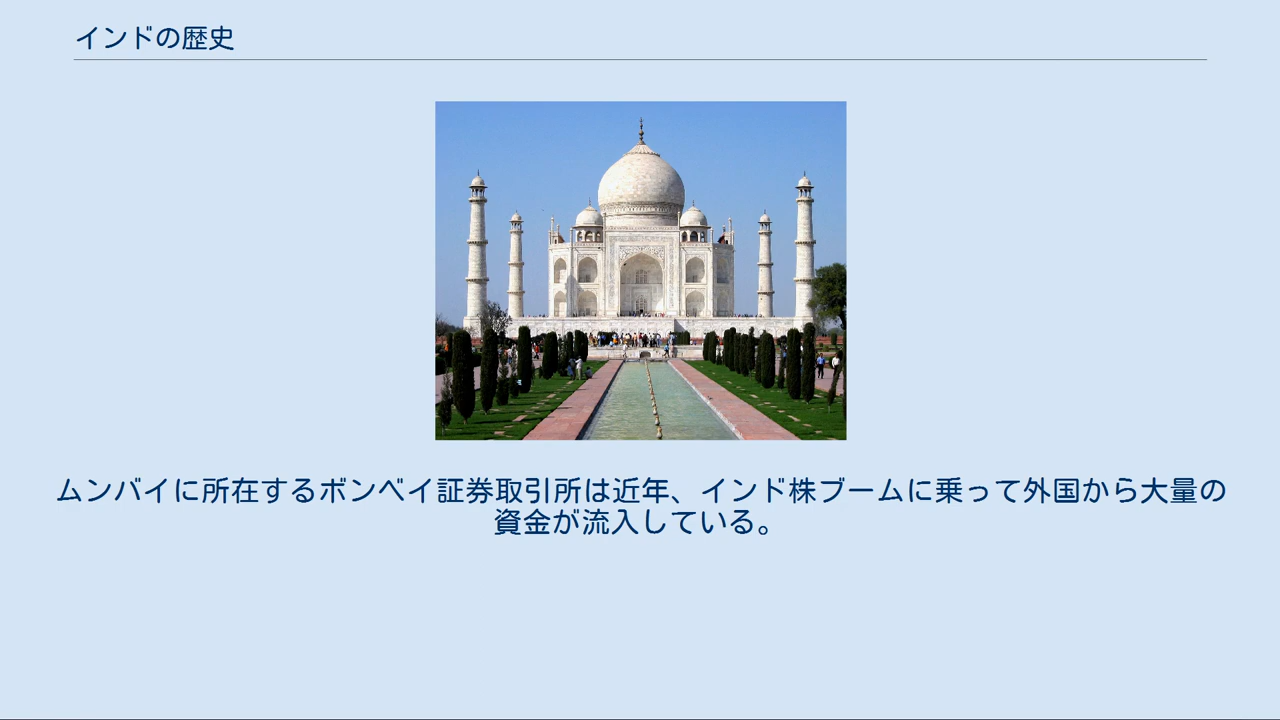 インドの歴史
ムンバイに所在するボンベイ証券取引所は近年、インド株ブームに乗って外国から大量の
資金が流入している。